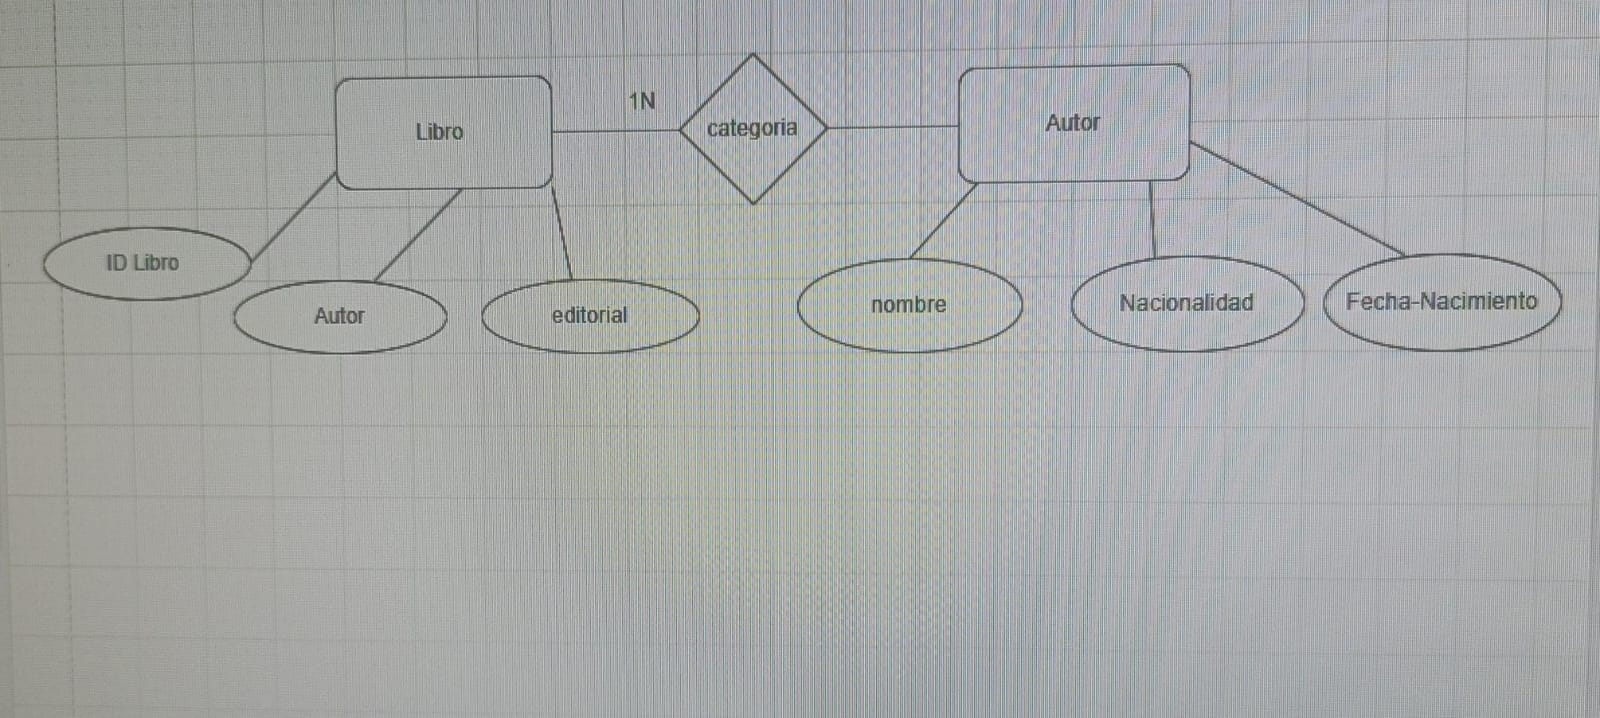 1N
Libro
categoria
Autor
ID Libro
Autor
editorial
nombre
Nacionalidad
Fecha-Nacimiento